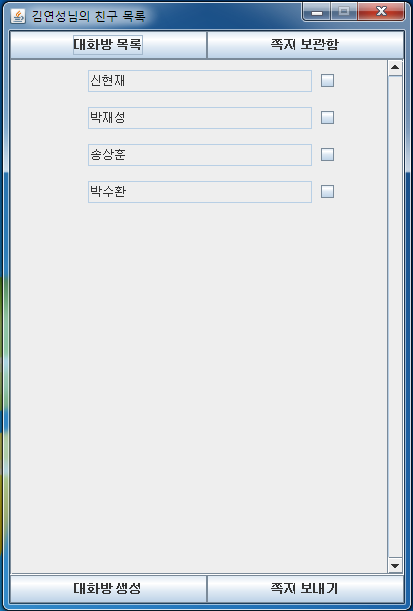 김연성님의 친구 목록
대화방 목록 쪽지 보관함
신현재
박재성
송상훈
박수환
대화방 생성 쪽지 보내기